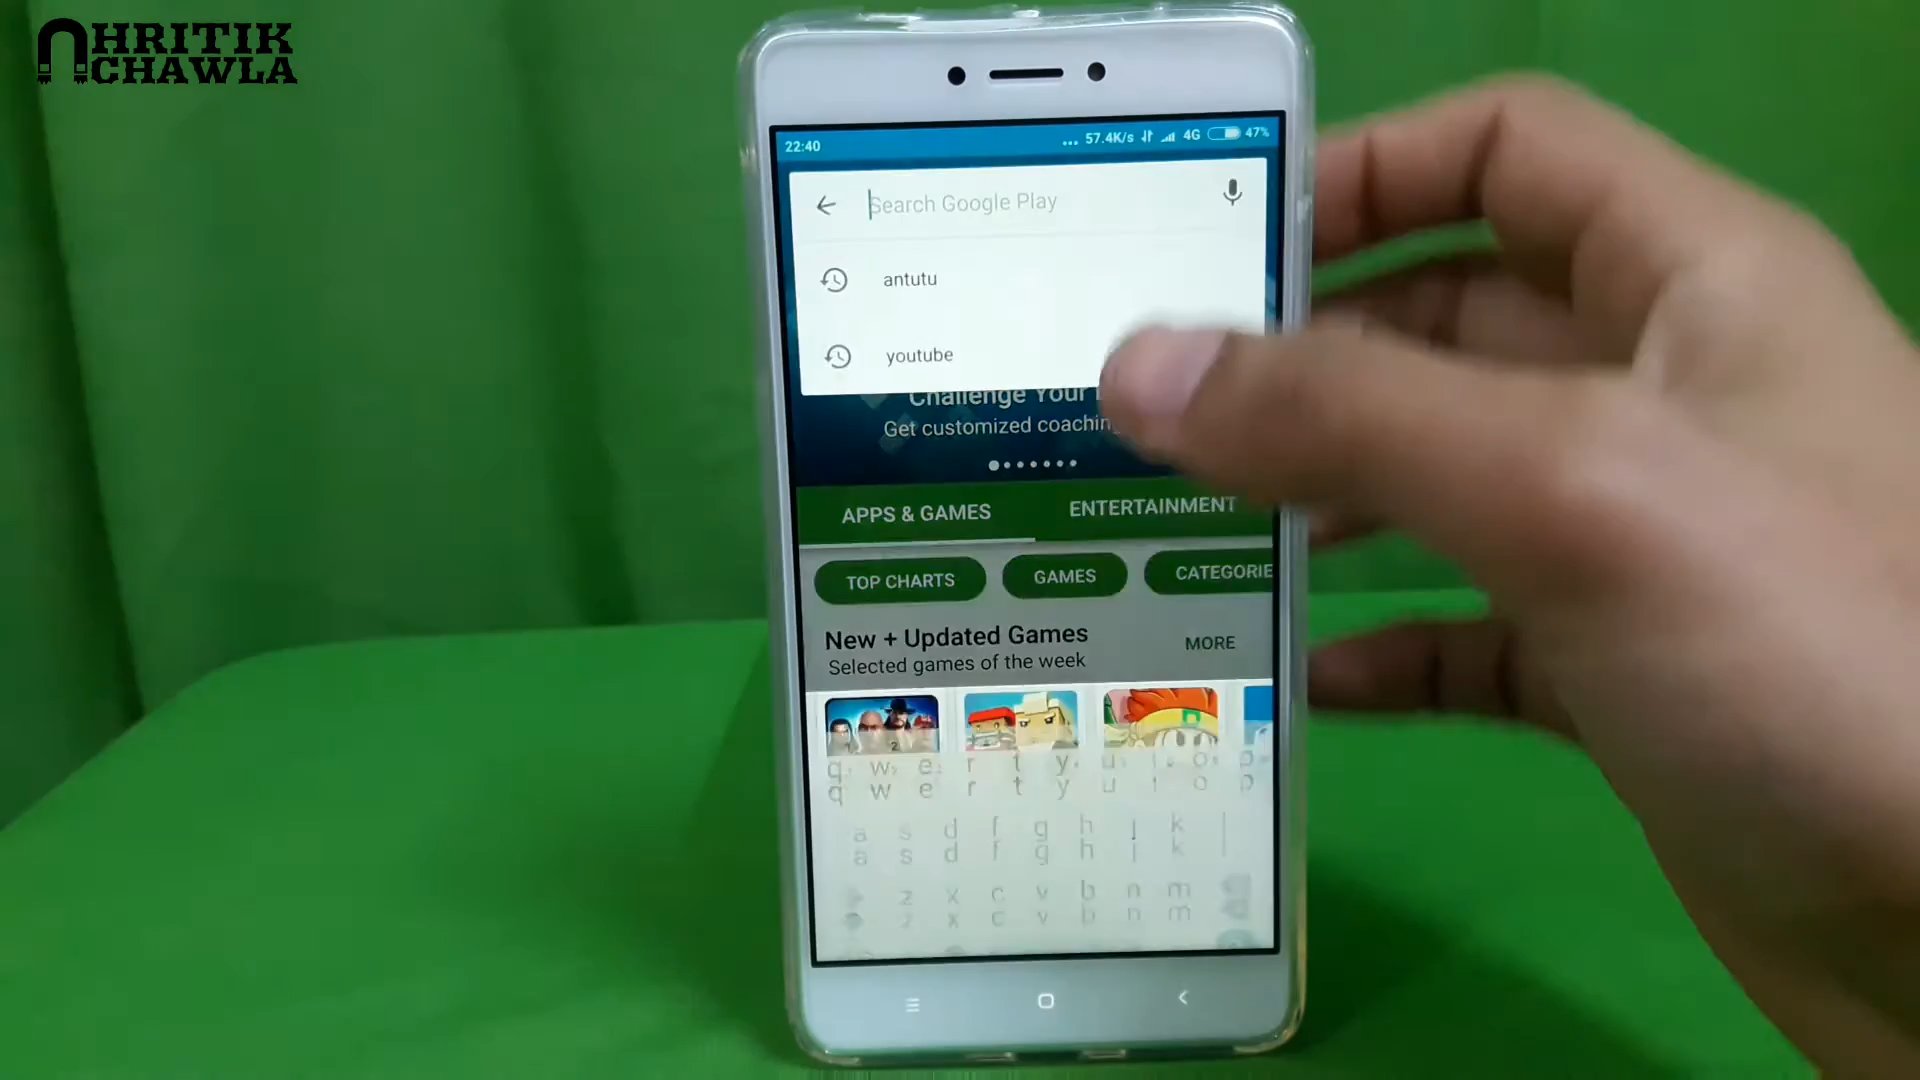 HRITIK
CHAWLA
22:40
... 57.4K/s 4G 47%
Search Google Play
antutu
youtube
Challenge Your
Get customized coaching
APPS & GAMES
ENTERTAINMENT
TOP CHARTS
GAMES
CATEGORIE
New + Updated Games
MORE
Selected games of the week
q w e r t y u i o p
q w e r t y u i o p
a s d f g h j k l
a s d f g h j k
z x c v b n m
z x c v b n m